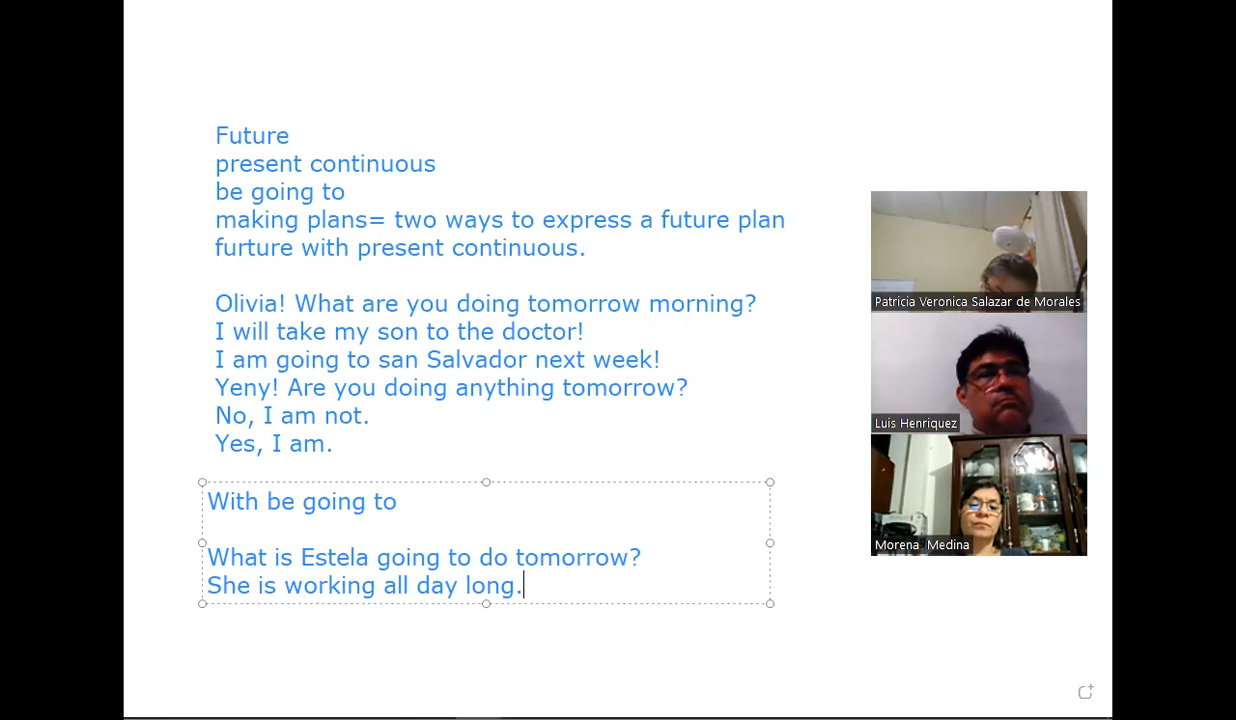 Future
present continuous
be going to
making plans= two ways to express a future plan
furture with present continuous.
Olivia! What are you doing tomorrow morning?
I will take my son to the doctor!
I am going to san Salvador next week!
Yeny! Are you doing anything tomorrow?
No, I am not.
Yes, I am.
With be going to
What is Estela going to do tomorrow?
She is working all day long.
Patricia Veronica Salazar de Morales
Luis Henriquez
Morena Medina